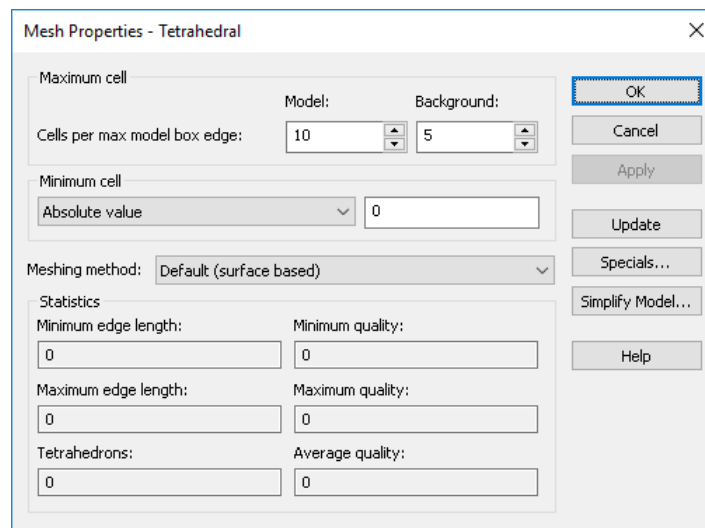 Mesh Properties - Tetrahedral
Maximum cell
Model: Background:
Cells per max model box edge: 10 5
Minimum cell
Absolute value 0
Meshing method: Default (surface based)
Statistics
Minimum edge length: Minimum quality:
0 0
Maximum edge length: Maximum quality:
0 0
Tetrahedrons: Average quality:
0 0
OK
Cancel
Apply
Update
Specials...
Simplify Model...
Help